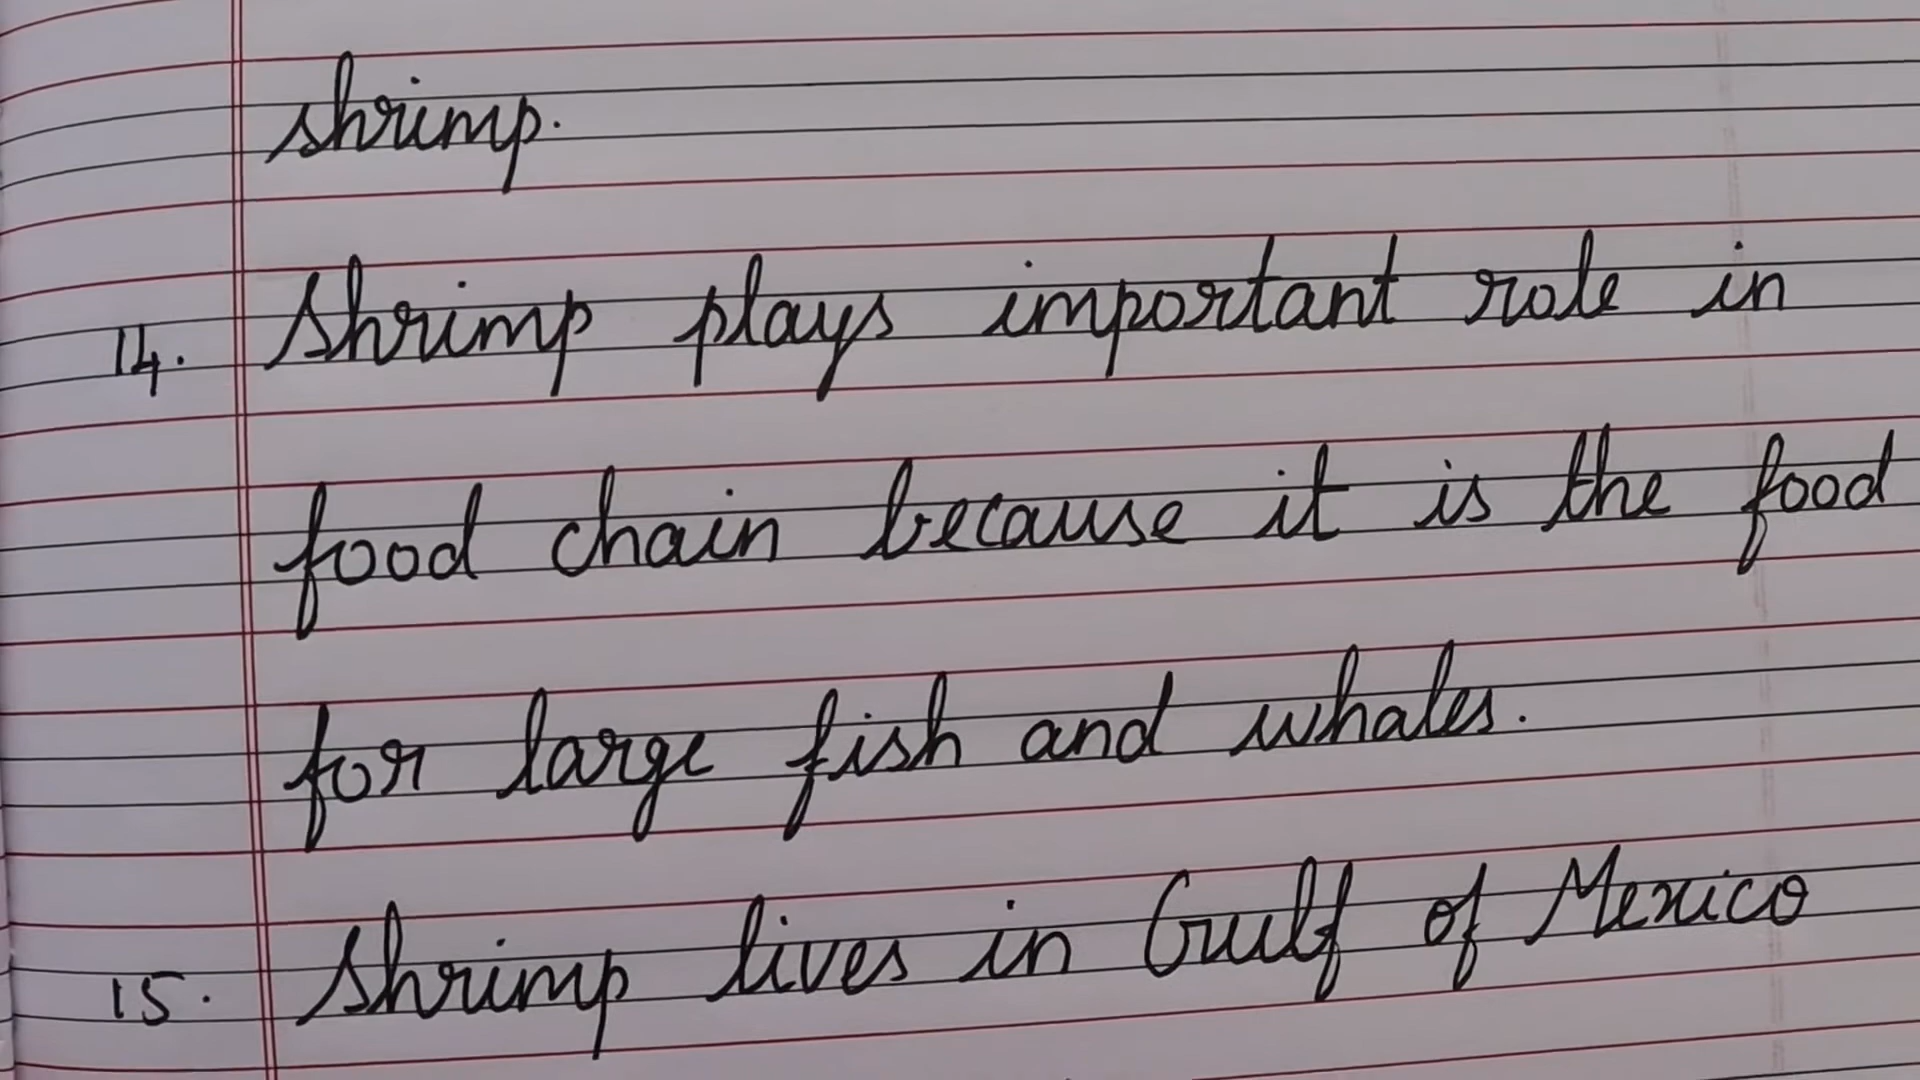 shrimp.
14. Shrimp plays important role in
food chain because it is the food
for large fish and whales.
15. Shrimp lives in Gulf of Mexico